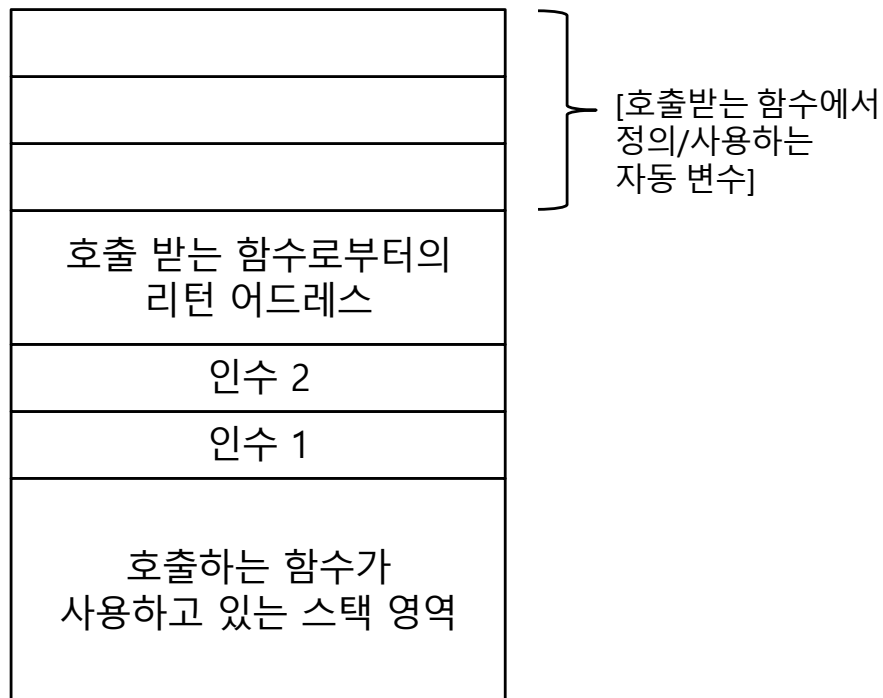 [호출받는 함수에서
정의/사용하는
자동 변수]
호출 받는 함수로부터의
리턴 어드레스
인수 2
인수 1
호출하는 함수가
사용하고 있는 스택 영역